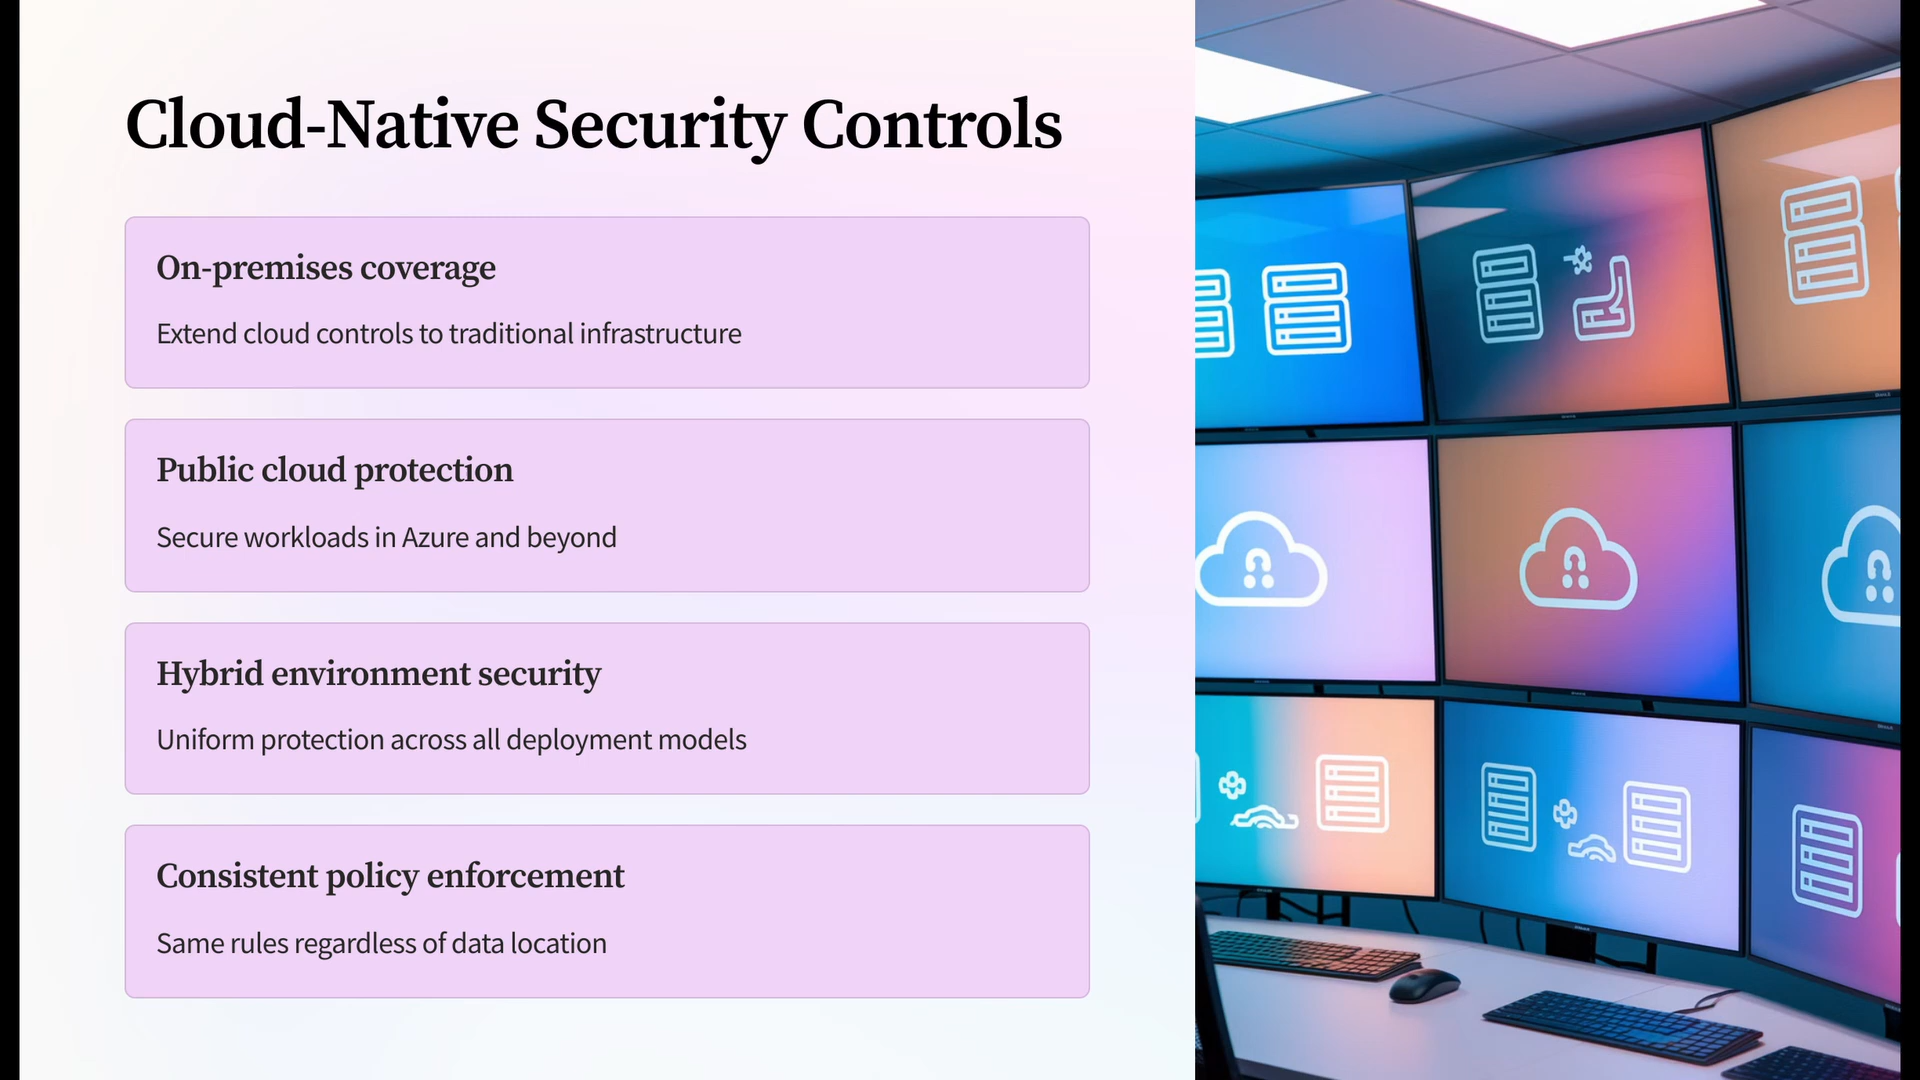 Cloud-Native Security Controls
On-premises coverage
Extend cloud controls to traditional infrastructure
Public cloud protection
Secure workloads in Azure and beyond
Hybrid environment security
Uniform protection across all deployment models
Consistent policy enforcement
Same rules regardless of data location